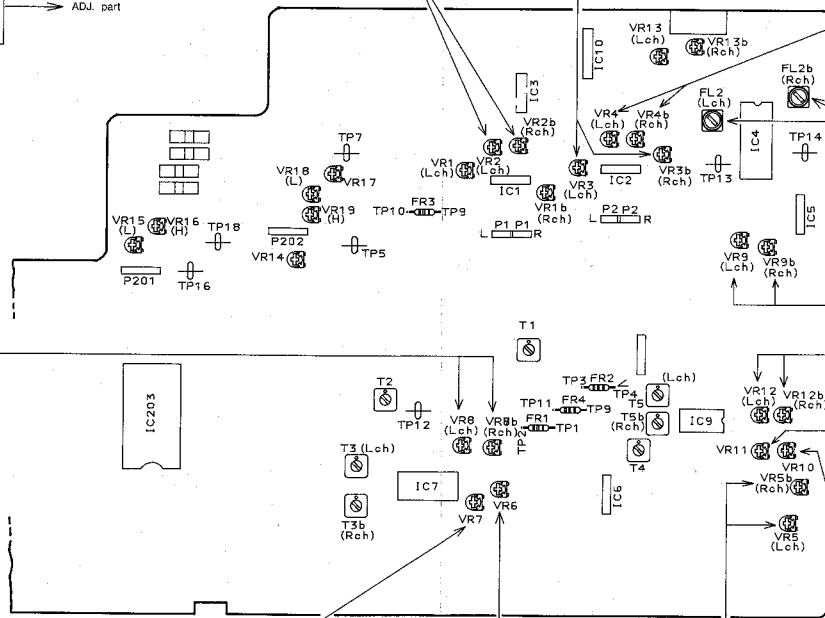 ADJ. part
VR13
(Lch)
VR13b
(Rch)
IC10
FL2b
(Rch)
FL2
(Lch)
IC3
VR2b
(Rch)
VR4
(Lch)
VR4b
(Rch)
IC4
TP14
TP7
VR1
(Lch)
VR2
(Lch)
VR3b
(Rch)
TP13
VR18
(L)
VR17
IC1
VR3
(Lch)
IC2
VR1b
(Rch)
VR19
(H)
FR3
TP10
TP9
IC5
VR15
(L)
VR16
(H)
TP18
P202
L
P1 P1
R
L
P2 P2
R
TP5
VR14
VR9
(Lch)
VR9b
(Rch)
P201
TP16
T1
T2
TP3
FR2
TP4
(Lch)
T5
VR12
(Lch)
VR12b
(Rch)
IC203
TP12
VR8
(Lch)
VR8b
(Rch)
TP11
FR4
TP9
FR1
TP2
TP1
T5b
(Rch)
IC9
T3 (Lch)
T4
VR11
VR10
VR5b
(Rch)
IC7
IC6
T3b
(Rch)
VR7
VR6
VR5
(Lch)